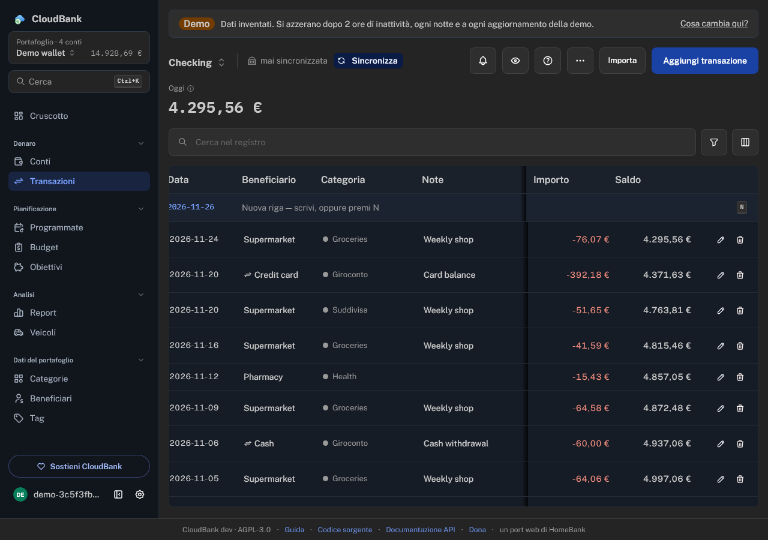 CloudBank
Portafoglio · 4 conti
Demo wallet 14.928,69 €
Cerca Ctrl+K
Cruscotto
Denaro
Conti
Transazioni
Pianificazione
Programmate
Budget
Obiettivi
Analisi
Report
Veicoli
Dati del portafoglio
Categorie
Beneficiari
Tag
Sostieni CloudBank
DE demo-3c5f3fb...
Demo Dati inventati. Si azzerano dopo 2 ore di inattività, ogni notte e a ogni aggiornamento della demo. Cosa cambia qui?
Checking mai sincronizzata Sincronizza Importa Aggiungi transazione
Oggi
4.295,56 €
Cerca nel registro
Data Beneficiario Categoria Note Importo Saldo
2026-11-26 Nuova riga — scrivi, oppure premi N N
2026-11-24 Supermarket Groceries Weekly shop -76,07 € 4.295,56 €
2026-11-20 Credit card Giroconto Card balance -392,18 € 4.371,63 €
2026-11-20 Supermarket Suddivisa Weekly shop -51,65 € 4.763,81 €
2026-11-16 Supermarket Groceries Weekly shop -41,59 € 4.815,46 €
2026-11-12 Pharmacy Health -15,43 € 4.857,05 €
2026-11-09 Supermarket Groceries Weekly shop -64,58 € 4.872,48 €
2026-11-06 Cash Giroconto Cash withdrawal -60,00 € 4.937,06 €
2026-11-05 Supermarket Groceries Weekly shop -64,06 € 4.997,06 €
CloudBank dev · AGPL-3.0 · Guida · Codice sorgente · Documentazione API · Dona · un port web di HomeBank